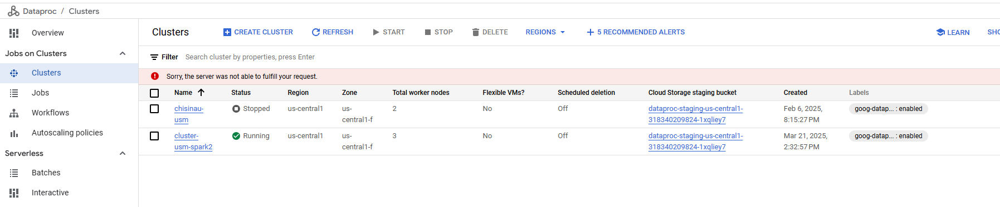 Dataproc / Clusters
Overview
Jobs on Clusters
Clusters
Jobs
Workflows
Autoscaling policies
Serverless
Batches
Interactive
Clusters CREATE CLUSTER REFRESH START STOP DELETE REGIONS 5 RECOMMENDED ALERTS LEARN
Filter Search cluster by properties, press Enter
Sorry, the server was not able to fulfill your request.
Name Status Region Zone Total worker nodes Flexible VMs? Scheduled deletion Cloud Storage staging bucket Created Labels
chisinau- Stopped us-central1 us- 2 No Off dataproc-staging-us-central1- Feb 6, 2025, goog-datap... : enabled
usm central1-f 318340209824-1xqliey7 8:15:27 PM
cluster- Running us-central1 us- 3 No Off dataproc-staging-us-central1- Mar 21, 2025, goog-datap... : enabled
usm-spark2 central1-f 318340209824-1xqliey7 2:32:57 PM